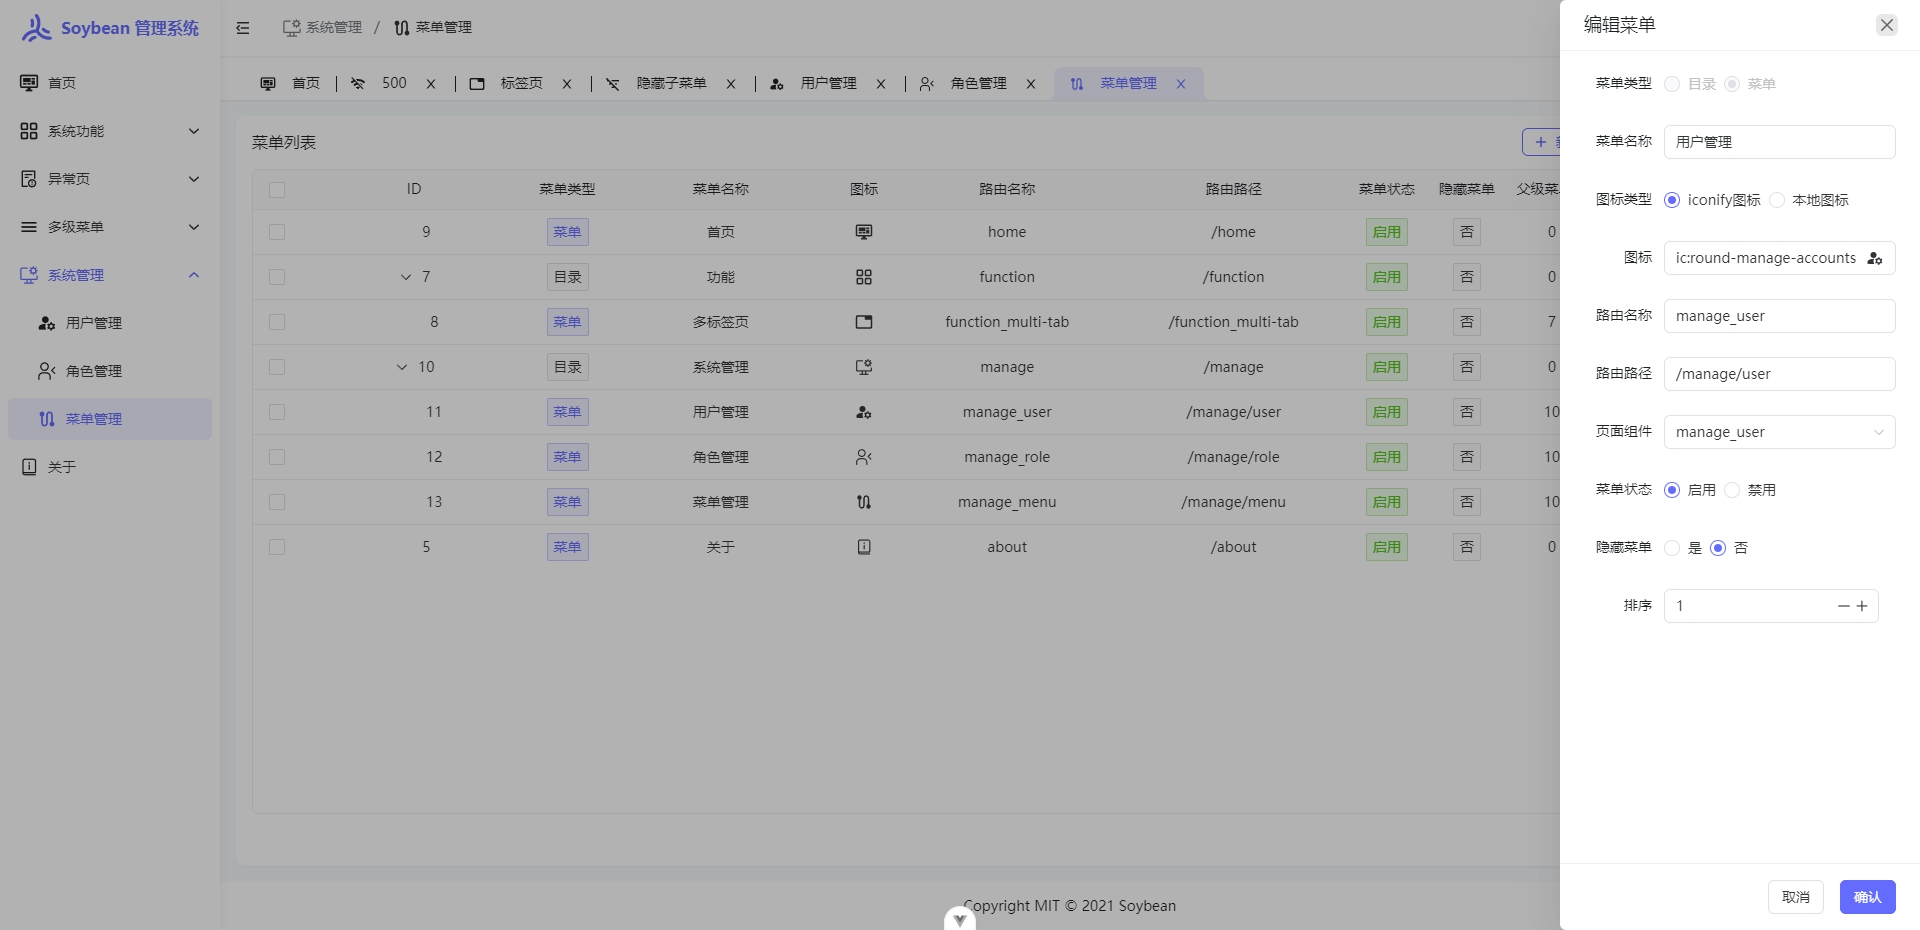 Soybean 管理系统
首页
系统功能
异常页
多级菜单
系统管理
用户管理
角色管理
菜单管理
关于
系统管理 / 菜单管理
首页 500 标签页 隐藏子菜单 用户管理 角色管理 菜单管理
菜单列表
ID 菜单类型 菜单名称 图标 路由名称 路由路径 菜单状态 隐藏菜单 父级菜
9 菜单 首页 home /home 启用 否 0
7 目录 功能 function /function 启用 否 0
8 菜单 多标签页 function_multi-tab /function_multi-tab 启用 否 7
10 目录 系统管理 manage /manage 启用 否 0
11 菜单 用户管理 manage_user /manage/user 启用 否 10
12 菜单 角色管理 manage_role /manage/role 启用 否 10
13 菜单 菜单管理 manage_menu /manage/menu 启用 否 10
5 菜单 关于 about /about 启用 否 0
Copyright MIT © 2021 Soybean
编辑菜单
菜单类型 目录 菜单
菜单名称 用户管理
图标类型 iconify图标 本地图标
图标 ic:round-manage-accounts
路由名称 manage_user
路由路径 /manage/user
页面组件 manage_user
菜单状态 启用 禁用
隐藏菜单 是 否
排序 1
取消 确认